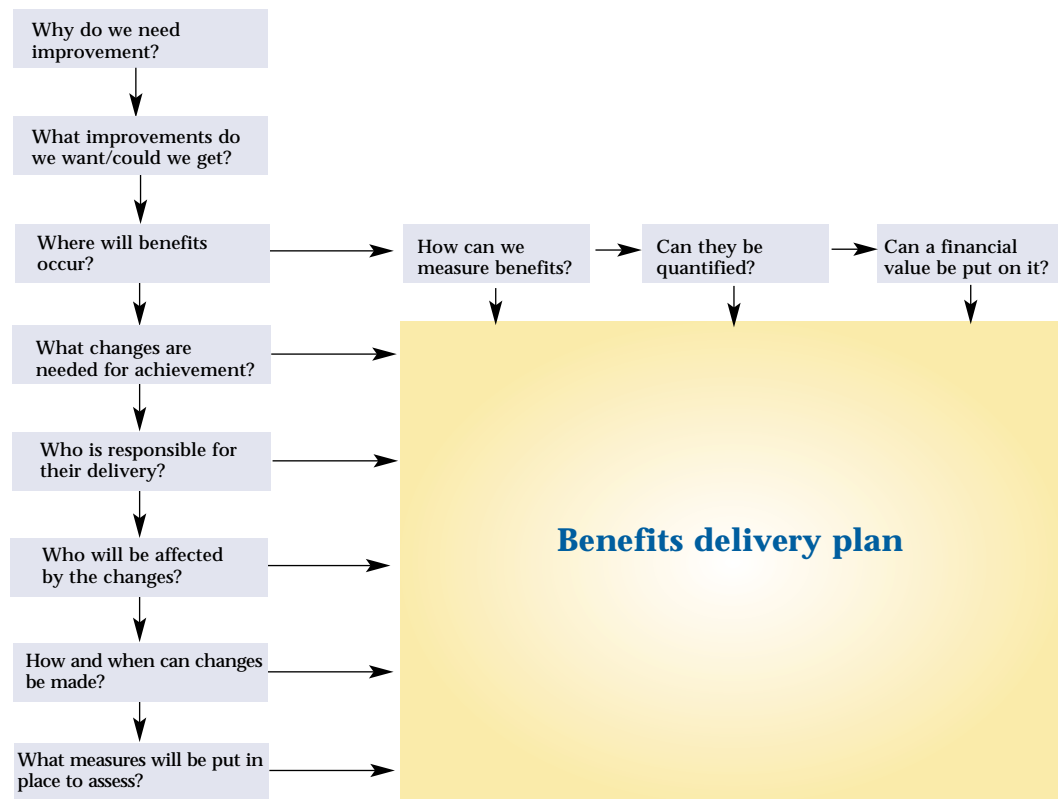 Why do we need
improvement?
What improvements do
we want/could we get?
Where will benefits
occur?
How can we
measure benefits?
Can they be
quantified?
Can a financial
value be put on it?
What changes are
needed for achievement?
Who is responsible for
their delivery?
Who will be affected
by the changes?
How and when can changes
be made?
What measures will be put in
place to assess?
Benefits delivery plan